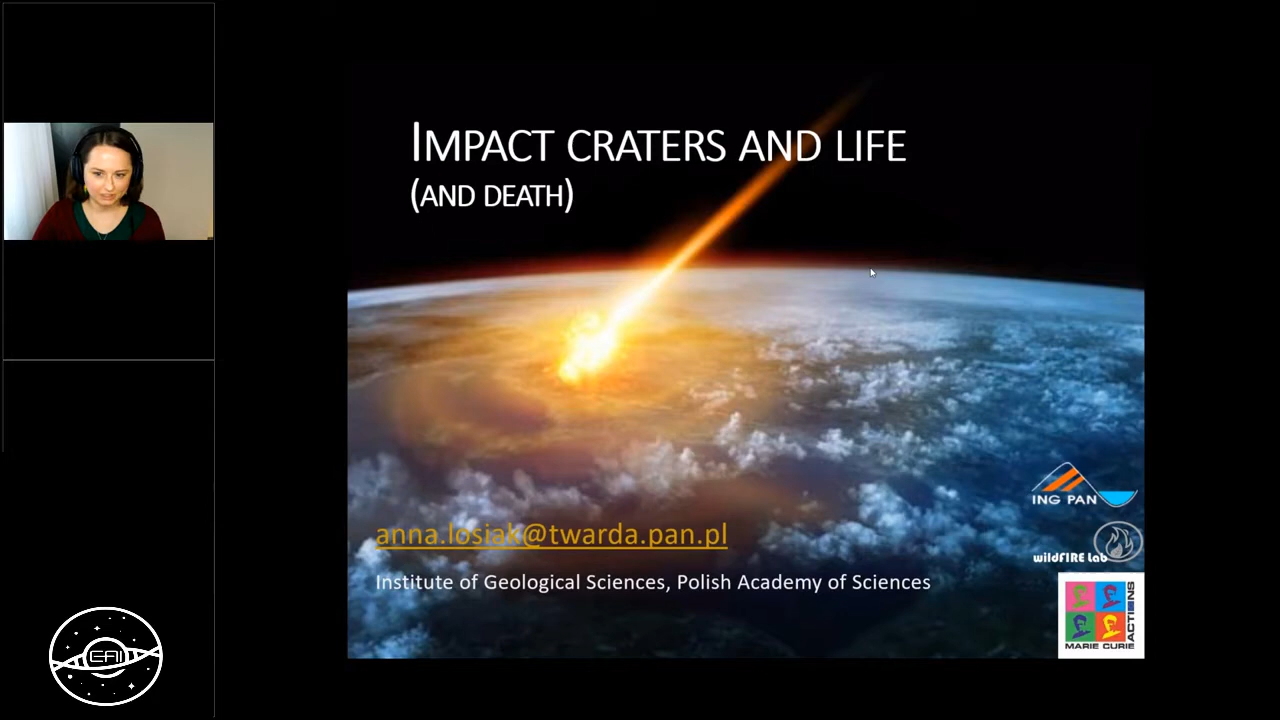 IMPACT CRATERS AND LIFE
(AND DEATH)
anna.losiak@twarda.pan.pl
Institute of Geological Sciences, Polish Academy of Sciences
ING PAN
wildFIRE Lab
MARIE CURIE
ACTIONS
EAI